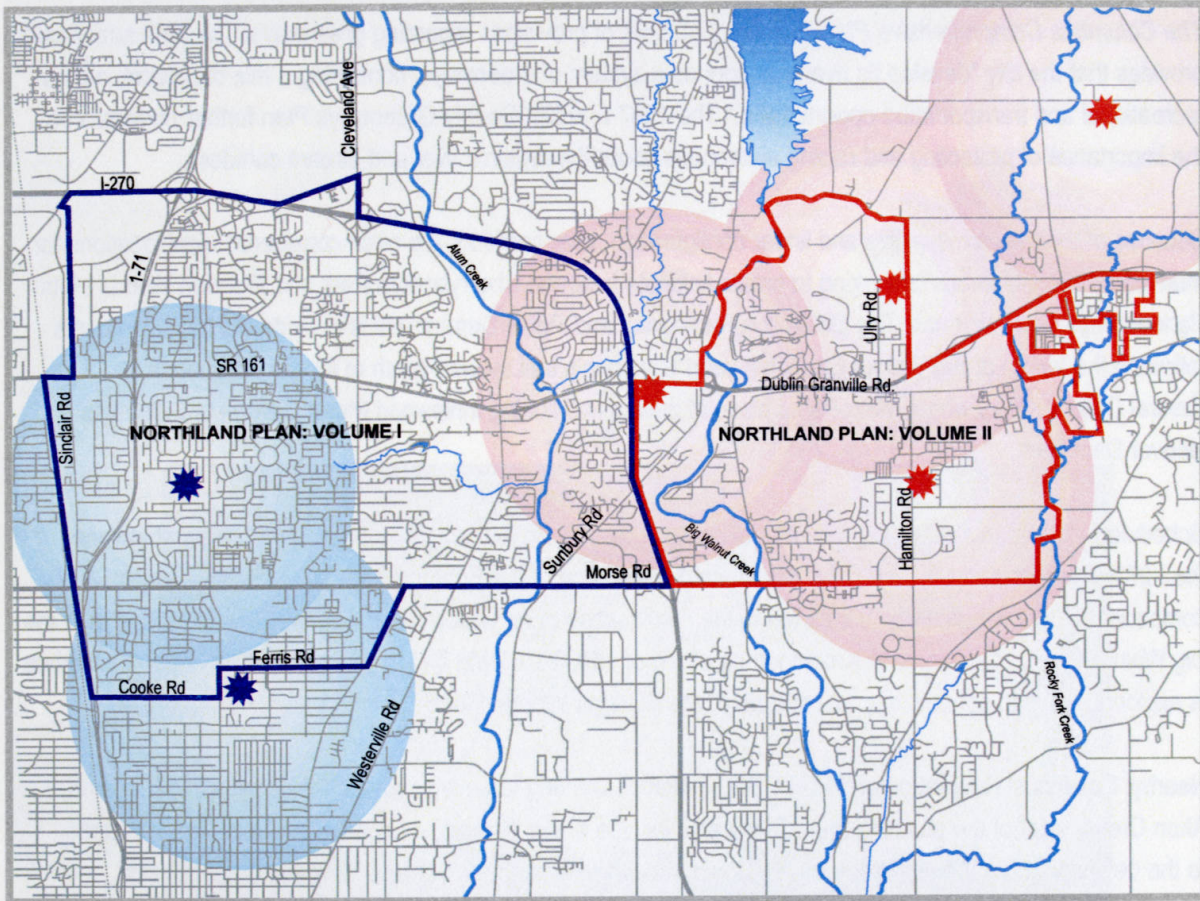 Cleveland Ave
I-270
1-71
Alum Creek
Ulry Rd
SR 161
Dublin Granville Rd.
Sinclair Rd
NORTHLAND PLAN: VOLUME I
NORTHLAND PLAN: VOLUME II
Hamilton Rd
Sunbury Rd
Big Walnut Creek
Morse Rd
Ferris Rd
Cooke Rd
Rocky Fork Creek
Westerville Rd